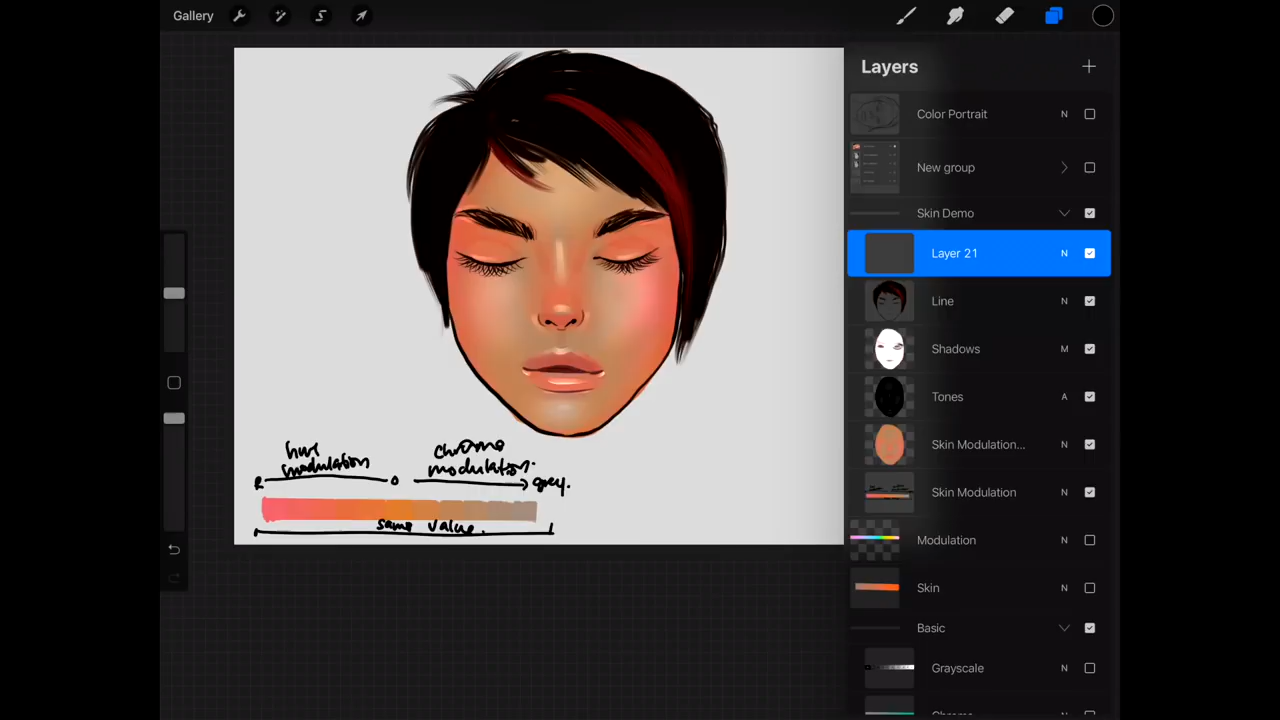 Gallery
Layers
Color Portrait N
New group
Skin Demo
Layer 21 N
Line N
Shadows M
Tones A
Skin Modulation... N
Skin Modulation N
Modulation N
Skin N
Basic
Grayscale N
Chroma
hue
modulation
chroma
modulation.
R O grey.
same value.